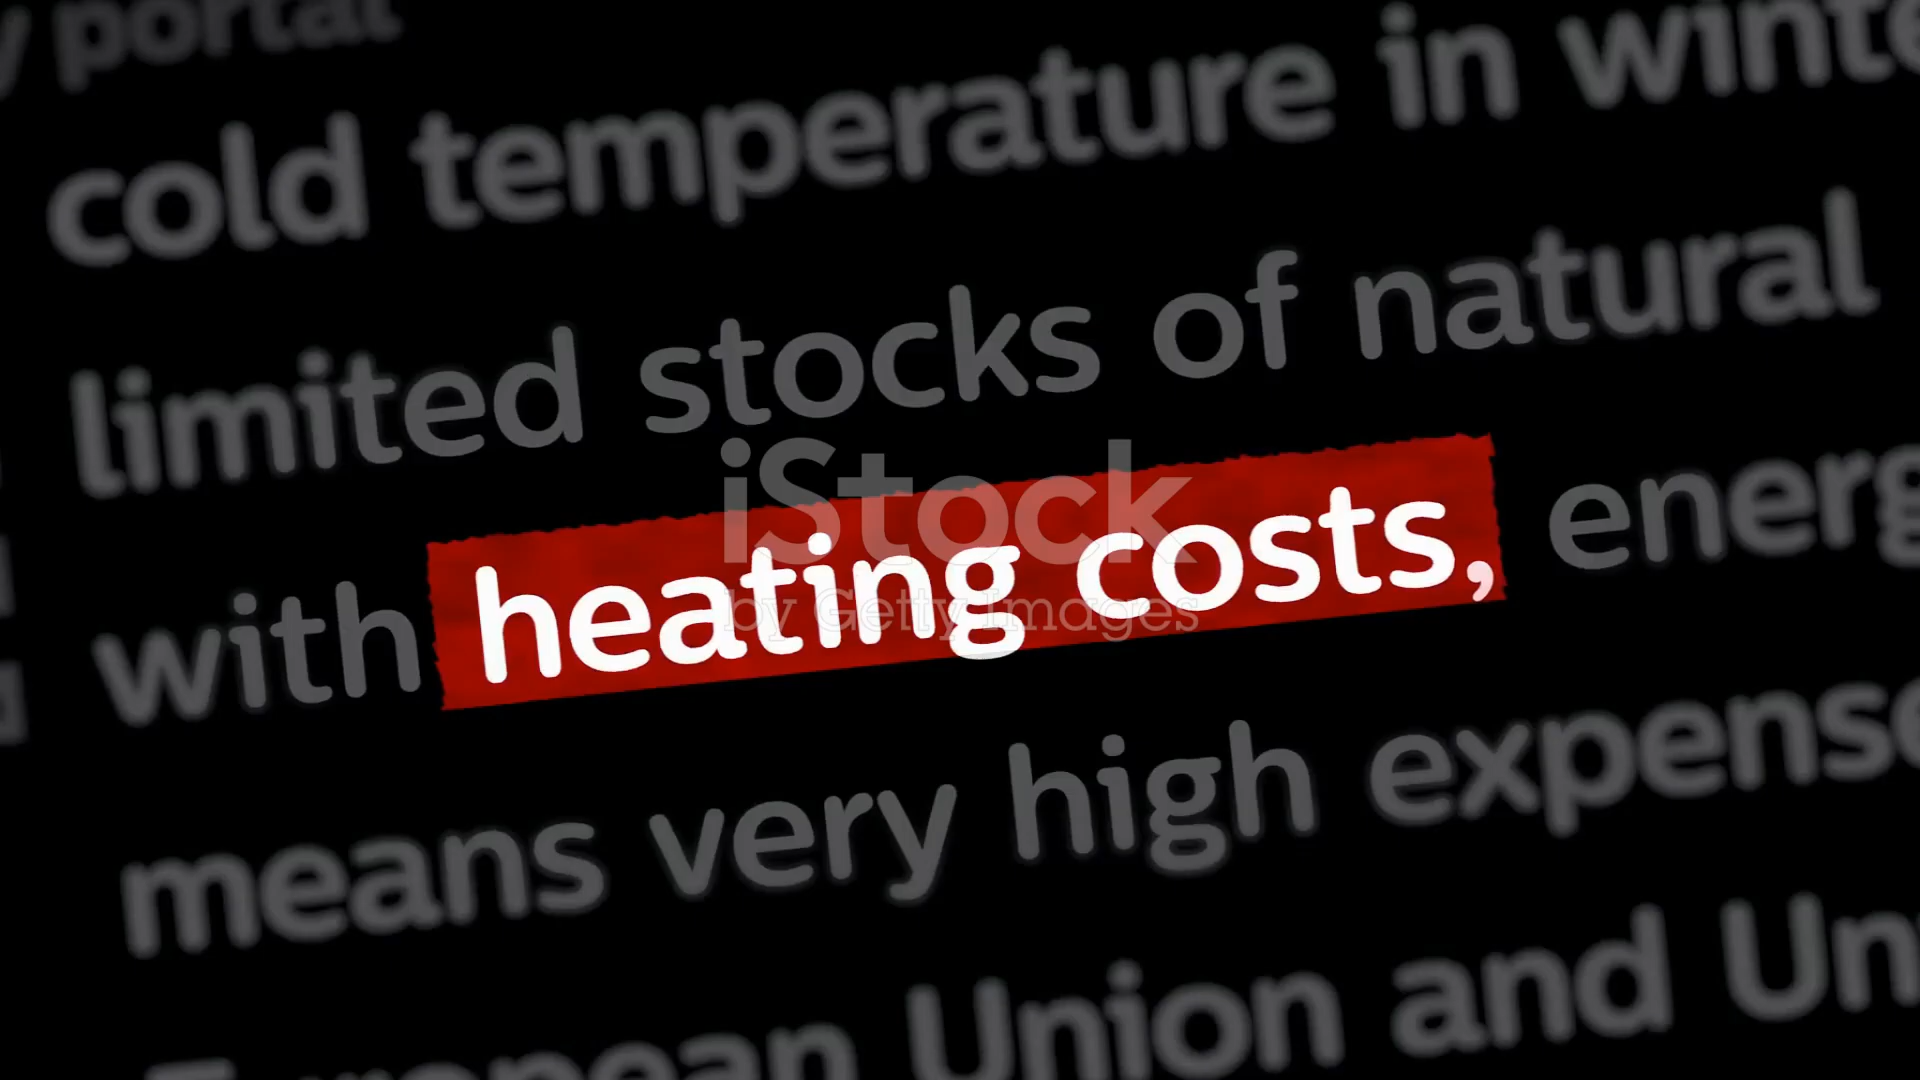 portal
cold temperature in winte
limited stocks of natural
with heating costs, energ
means very high expense
European Union and Un
iStock
by Getty Images